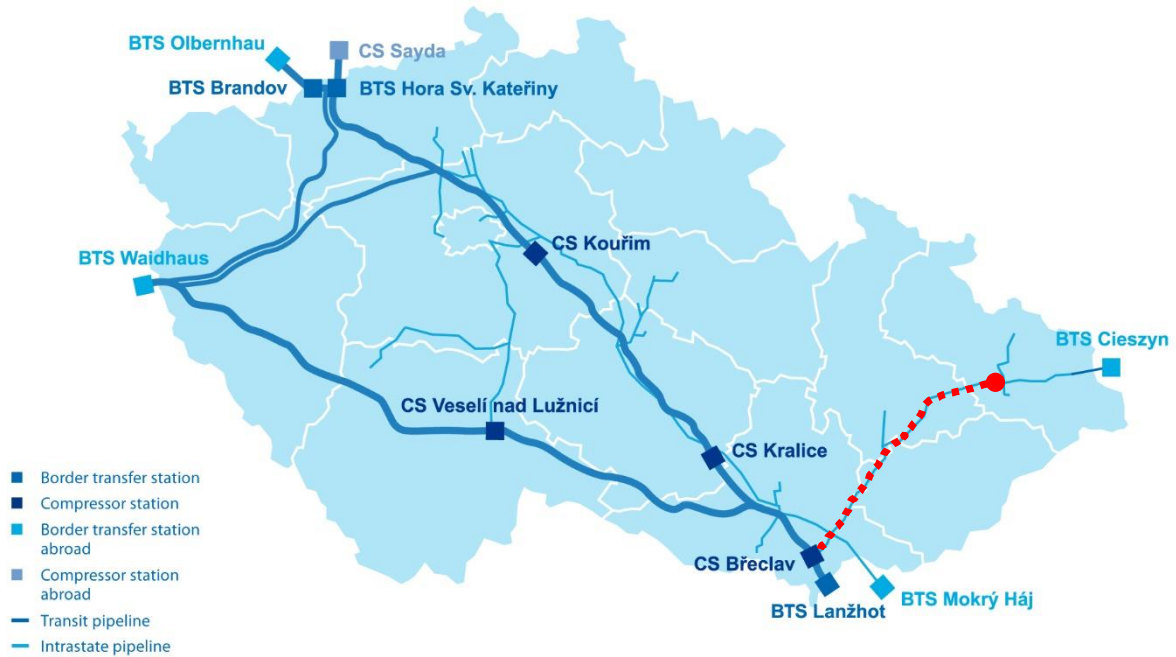 BTS Olbernhau
CS Sayda
BTS Brandov
BTS Hora Sv. Kateřiny
CS Kouřim
BTS Waidhaus
BTS Cieszyn
CS Veselí nad Lužnicí
CS Kralice
CS Břeclav
BTS Mokrý Háj
BTS Lanžhot
Border transfer station
Compressor station
Border transfer station
abroad
Compressor station
abroad
Transit pipeline
Intrastate pipeline